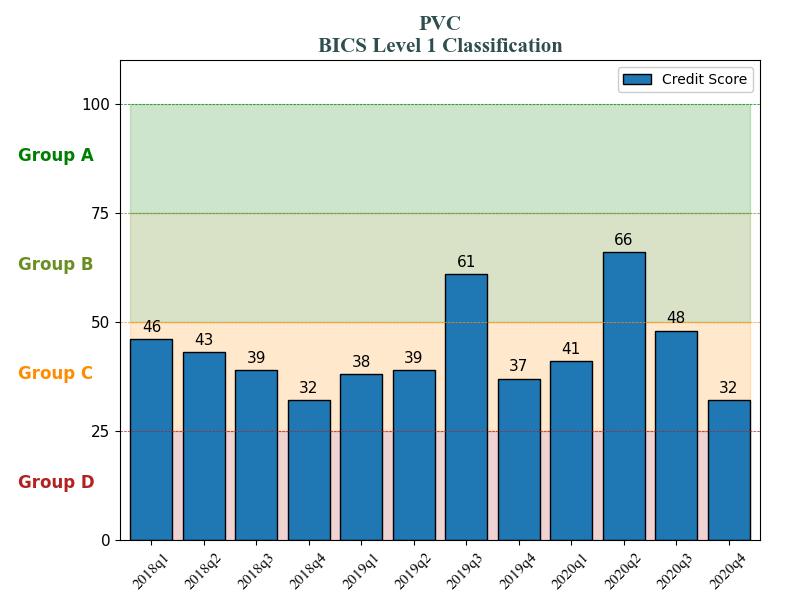 PVC
BICS Level 1 Classification
Credit Score
100
Group A
75
66
Group B
61
50
46
43
39
32
38
39
37
41
48
32
Group C
25
Group D
0
2018q1
2018q2
2018q3
2018q4
2019q1
2019q2
2019q3
2019q4
2020q1
2020q2
2020q3
2020q4